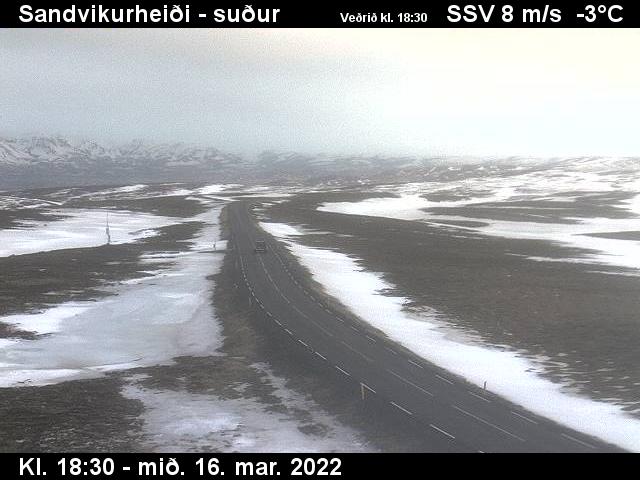 Sandvikurheiði - suður Veðrið kl. 18:30 SSV 8 m/s -3°C
Kl. 18:30 - mið. 16. mar. 2022